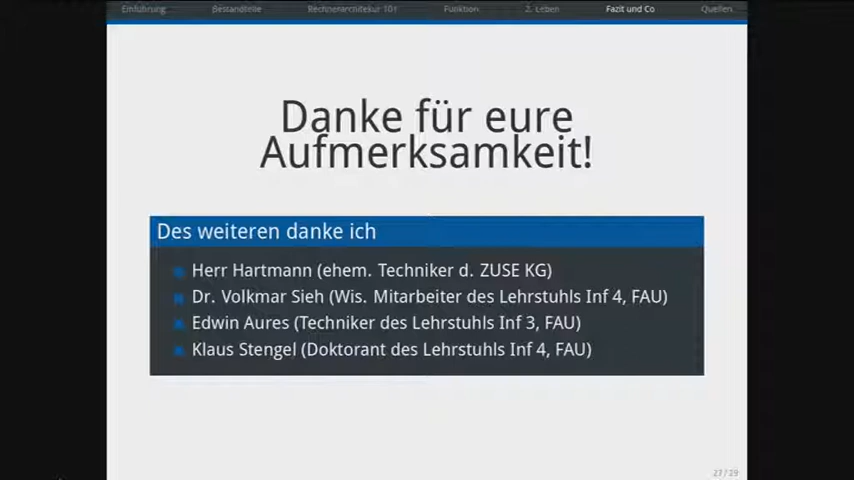 Einführung Bestandteile Rechnerarchitekur 101 Funktion 2. Leben Fazit und Co Quellen
Danke für eure
Aufmerksamkeit!
Des weiteren danke ich
Herr Hartmann (ehem. Techniker d. ZUSE KG)
Dr. Volkmar Sieh (Wis. Mitarbeiter des Lehrstuhls Inf 4, FAU)
Edwin Aures (Techniker des Lehrstuhls Inf 3, FAU)
Klaus Stengel (Doktorant des Lehrstuhls Inf 4, FAU)
27 / 29